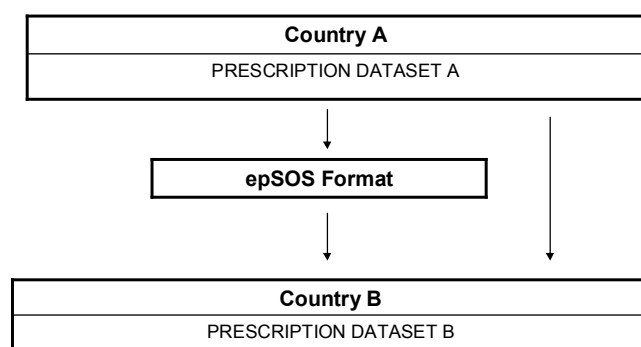 Country A
PRESCRIPTION DATASET A
epSOS Format
Country B
PRESCRIPTION DATASET B